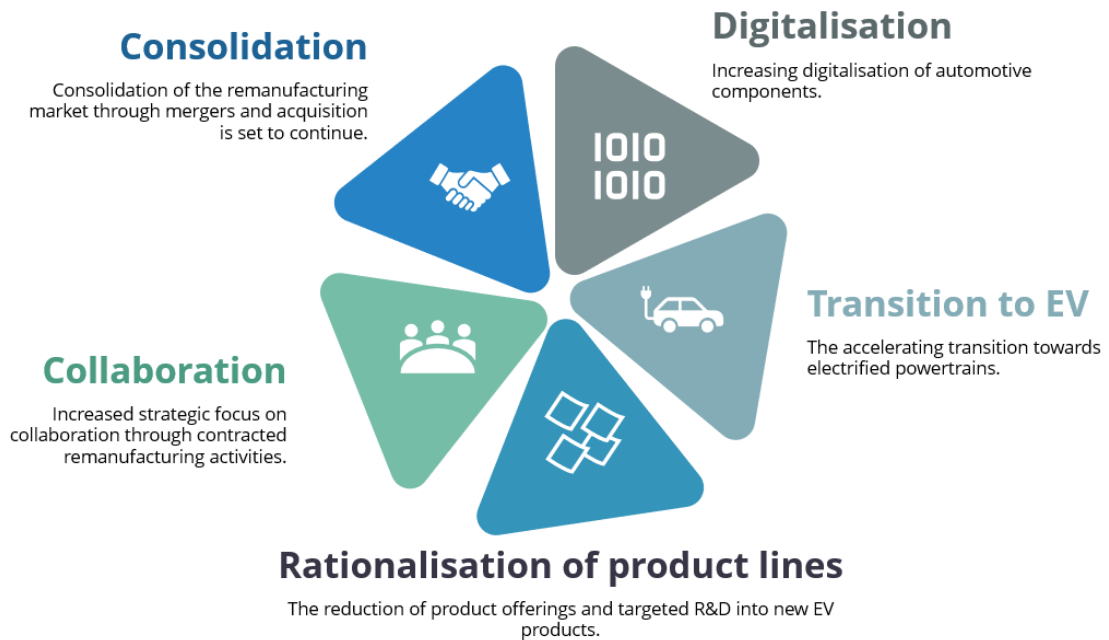 Consolidation
Consolidation of the remanufacturing
market through mergers and acquisition
is set to continue.
Digitalisation
Increasing digitalisation of automotive
components.
IOIO
IOIO
Transition to EV
The accelerating transition towards
electrified powertrains.
Collaboration
Increased strategic focus on
collaboration through contracted
remanufacturing activities.
Rationalisation of product lines
The reduction of product offerings and targeted R&D into new EV
products.